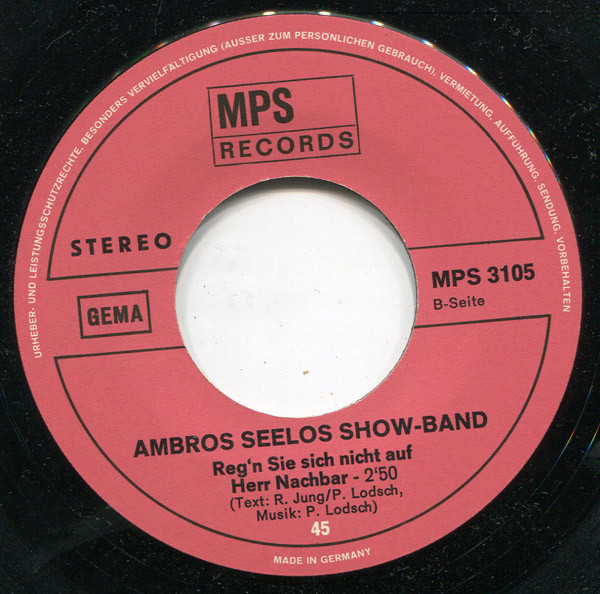 URHEBER- UND LEISTUNGSSCHUTZRECHTE, BESONDERS VERVIELFÄLTIGUNG (AUSSER ZUM PERSÖNLICHEN GEBRAUCH), VERMIETUNG, AUFFÜHRUNG, SENDUNG, VORBEHALTEN
MPS
RECORDS
STEREO
MPS 3105
B-Seite
GEMA
AMBROS SEELOS SHOW-BAND
Reg'n Sie sich nicht auf
Herr Nachbar - 2'50
(Text: R. Jung/P. Lodsch,
Musik: P. Lodsch)
45
MADE IN GERMANY